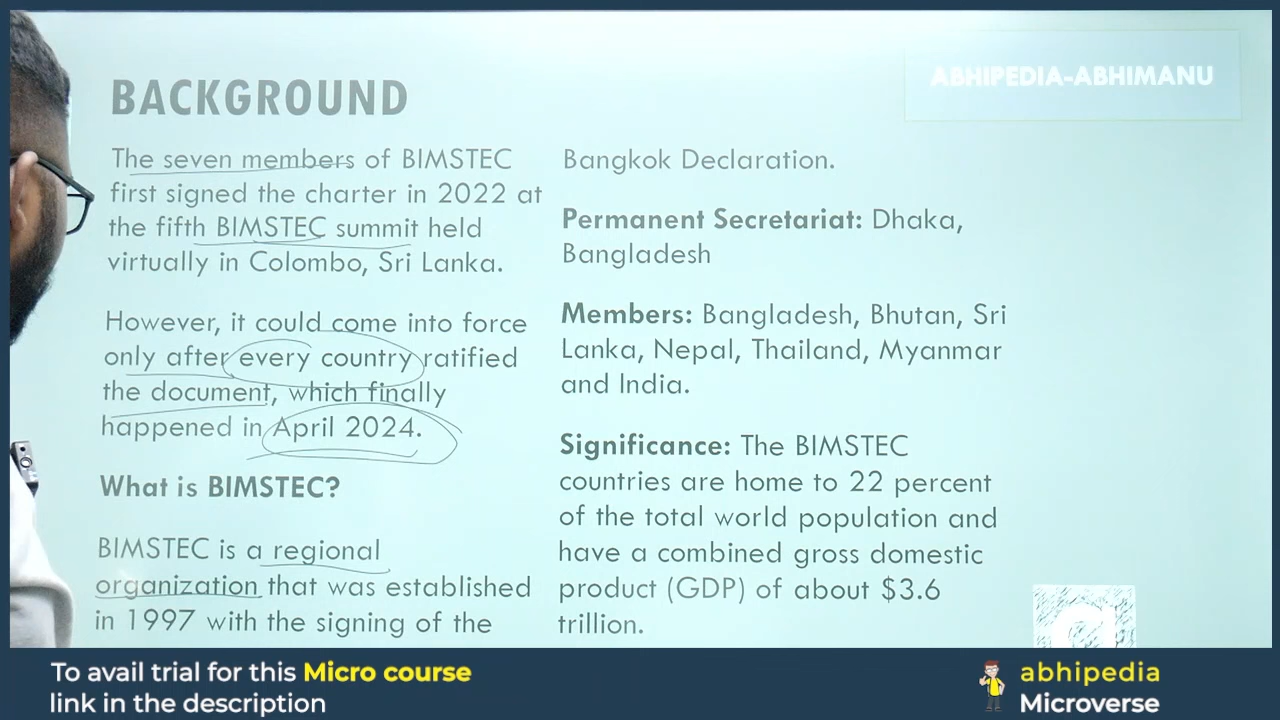 ABHIPEDIA-ABHIMANU
BACKGROUND
The seven members of BIMSTEC
first signed the charter in 2022 at
the fifth BIMSTEC summit held
virtually in Colombo, Sri Lanka.
However, it could come into force
only after every country ratified
the document, which finally
happened in April 2024.
What is BIMSTEC?
BIMSTEC is a regional
organization that was established
in 1997 with the signing of the
Bangkok Declaration.
Permanent Secretariat: Dhaka,
Bangladesh
Members: Bangladesh, Bhutan, Sri
Lanka, Nepal, Thailand, Myanmar
and India.
Significance: The BIMSTEC
countries are home to 22 percent
of the total world population and
have a combined gross domestic
product (GDP) of about $3.6
trillion.
a
To avail trial for this Micro course
link in the description
abhipedia
Microverse